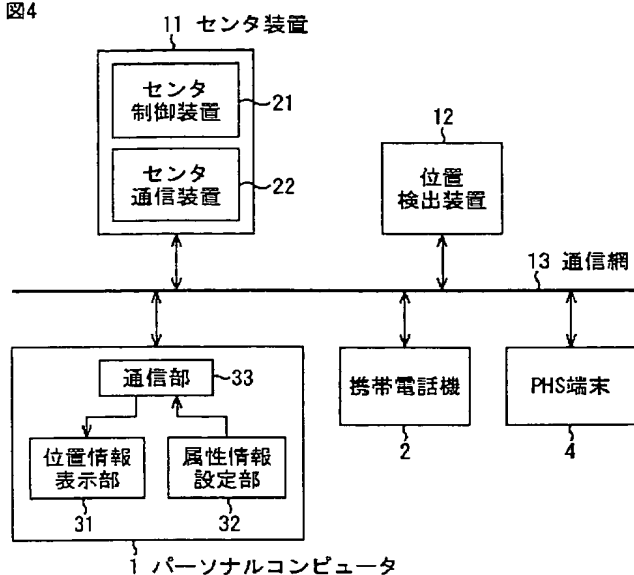 図4
11 センタ装置
センタ
制御装置
21
センタ
通信装置
22
12
位置
検出装置
13 通信網
通信部
33
位置情報
表示部
31
属性情報
設定部
32
1 パーソナルコンピュータ
携帯電話機
2
PHS端末
4